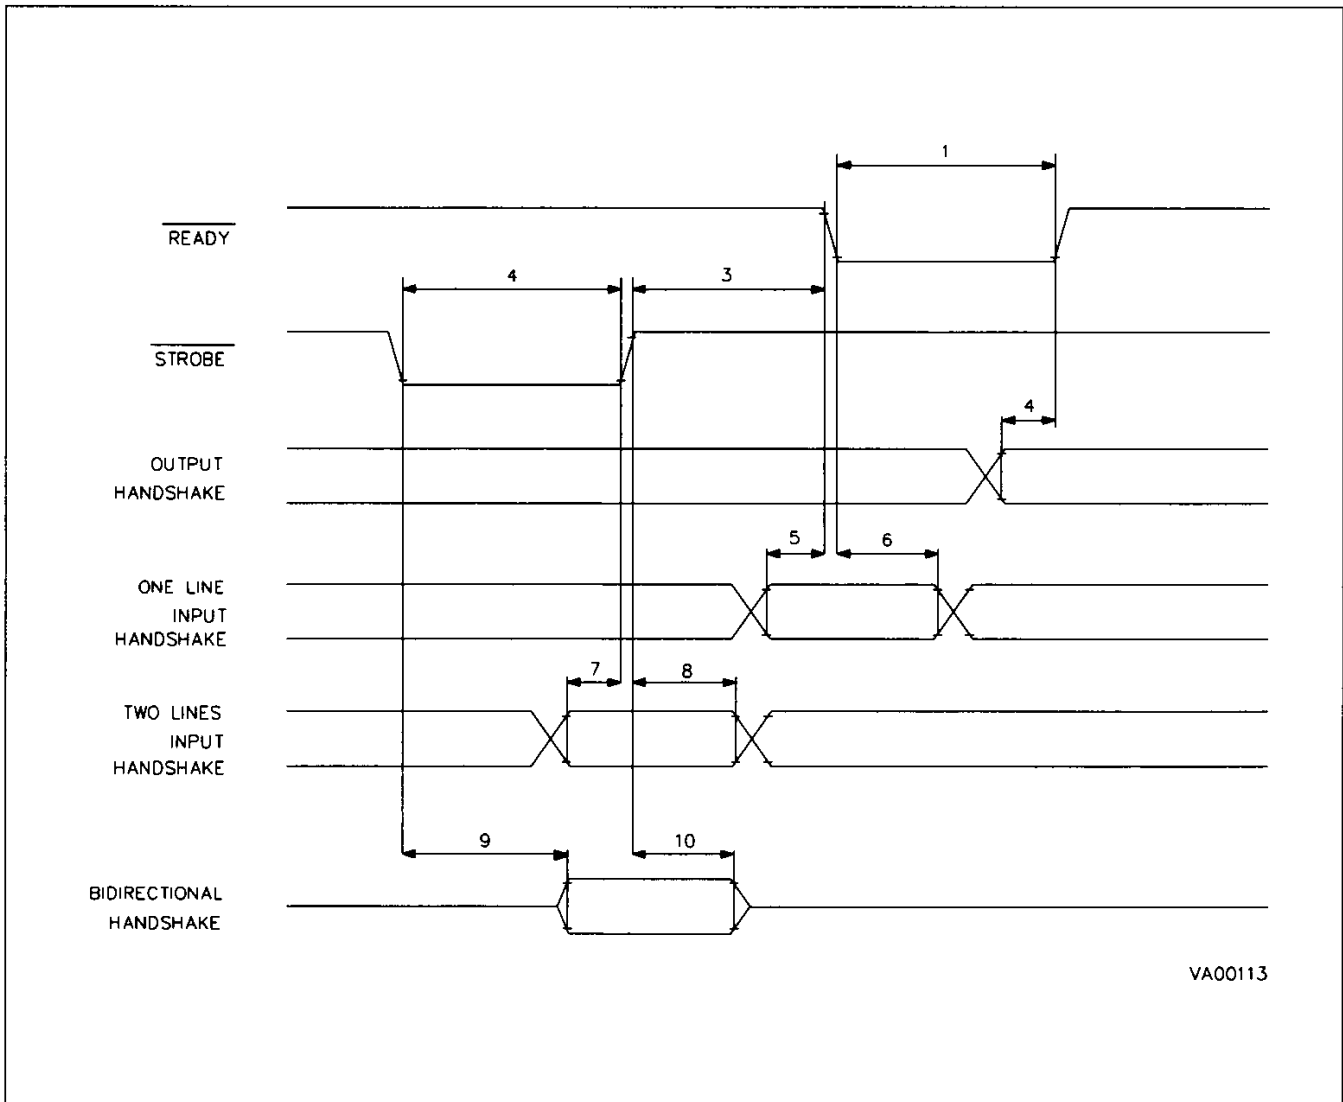 1
READY
4 3
STROBE
4
OUTPUT
HANDSHAKE
5 6
ONE LINE
INPUT
HANDSHAKE
7 8
TWO LINES
INPUT
HANDSHAKE
9 10
BIDIRECTIONAL
HANDSHAKE
VA00113